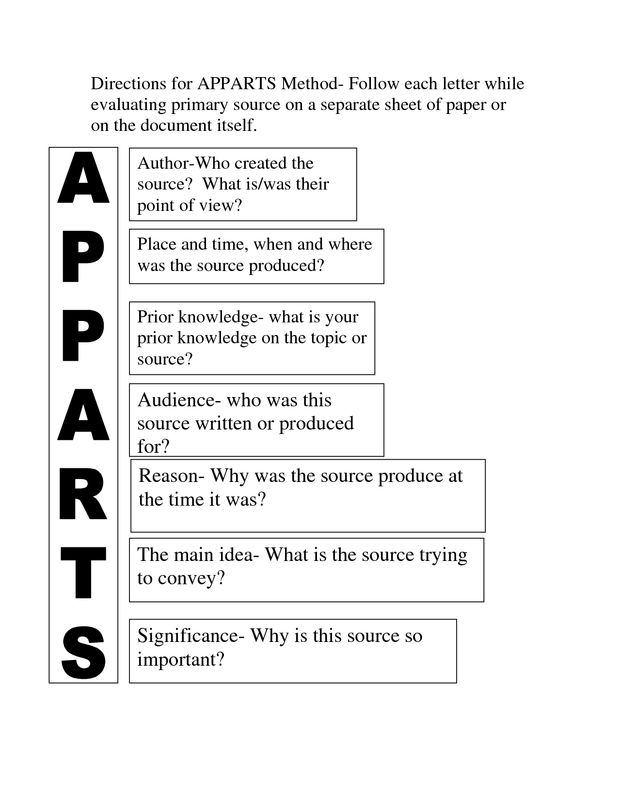 Directions for APPARTS Method- Follow each letter while
evaluating primary source on a separate sheet of paper or
on the document itself.
A
Author-Who created the
source?  What is/was their
point of view?
P
Place and time, when and where
was the source produced?
P
Prior knowledge- what is your
prior knowledge on the topic or
source?
A
Audience- who was this
source written or produced
for?
R
Reason- Why was the source produce at
the time it was?
T
The main idea- What is the source trying
to convey?
S
Significance- Why is this source so
important?